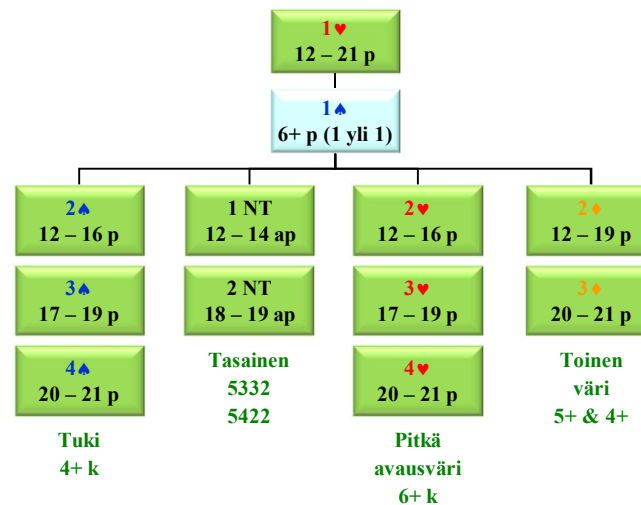 1♥
12 – 21 p
1♠
6+ p (1 yli 1)
2♠
12 – 16 p
3♠
17 – 19 p
4♠
20 – 21 p
Tuki
4+ k
1 NT
12 – 14 ap
2 NT
18 – 19 ap
Tasainen
5332
5422
2♥
12 – 16 p
3♥
17 – 19 p
4♥
20 – 21 p
Pitkä
avausväri
6+ k
2♦
12 – 19 p
3♦
20 – 21 p
Toinen
väri
5+ & 4+